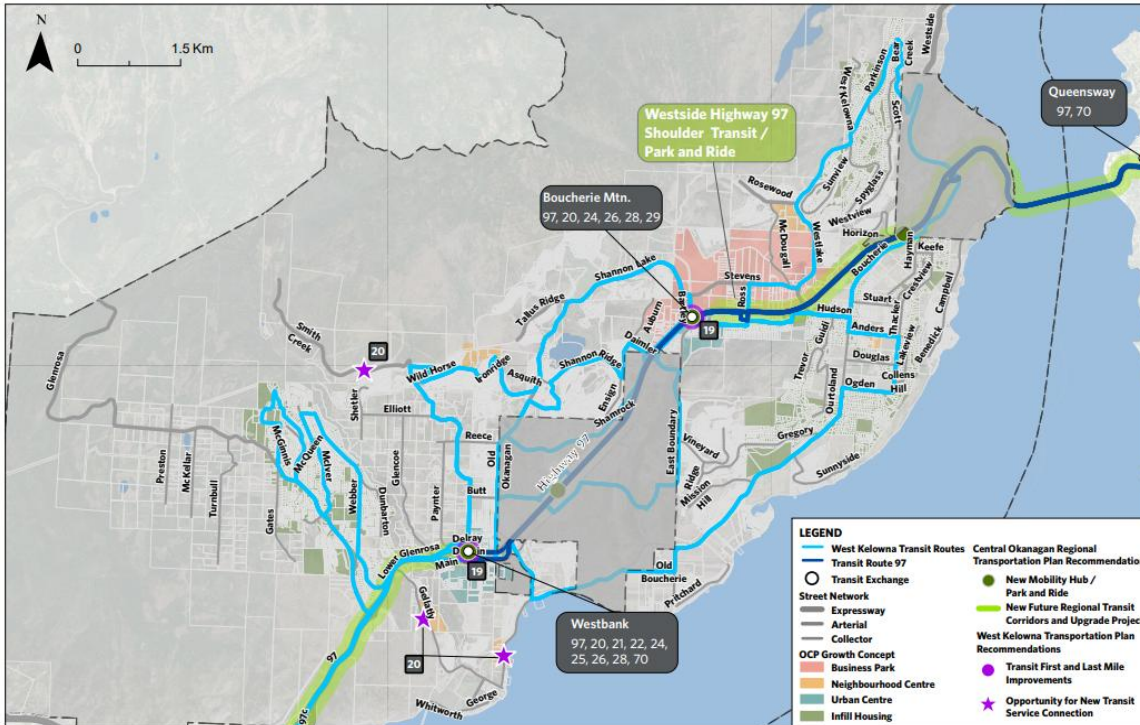 N
0 1.5 Km
Queensway
97, 70
Westside Highway 97
Shoulder Transit /
Park and Ride
Boucherie Mtn.
97, 20, 24, 26, 28, 29
Westside
Bear
Creek
Parkinson
West Kelowna
Scott
Sunview
Spyglass
Rosewood
Westview
McDougall
Westlake
Horizon
Boucherie
Hayman
Keefe
Crestview
Campbell
Shannon Lake
Stevens
Bartley
Ross
Stuart
Tallus Ridge
Auburn
Hudson
Thacker
Lakeview
Benedick
19
Anders
Smith
Creek
20
Daimler
Guidi
Trevor
Douglas
Glenrosa
Wild Horse
Ironridge
Shannon Ridge
Asquith
Collens
Hill
Ogden
Ourtoland
Shetler
Elliott
Ensign
Shamrock
McGinnis
McQueen
McIver
Reece
Old
Okanagan
Highway 97
East Boundary
Vineyard
Gregory
Sunnyside
Preston
McKellar
Turnbull
Glencoe
Ridge
Mission
Hill
Webber
Dunbarton
Paynter
Butt
Gates
Delray
Lower Glenrosa
Main
19
Old
Boucherie
Pritchard
Gellatly
Westbank
97, 20, 21, 22, 24,
25, 26, 28, 70
20
97
George
Whitworth
97C
LEGEND
West Kelowna Transit Routes
Transit Route 97
Transit Exchange
Street Network
Expressway
Arterial
Collector
OCP Growth Concept
Business Park
Neighbourhood Centre
Urban Centre
Infill Housing
Central Okanagan Regional
Transportation Plan Recommendation
New Mobility Hub /
Park and Ride
New Future Regional Transit
Corridors and Upgrade Project
West Kelowna Transportation Plan
Recommendations
Transit First and Last Mile
Improvements
Opportunity for New Transit
Service Connection